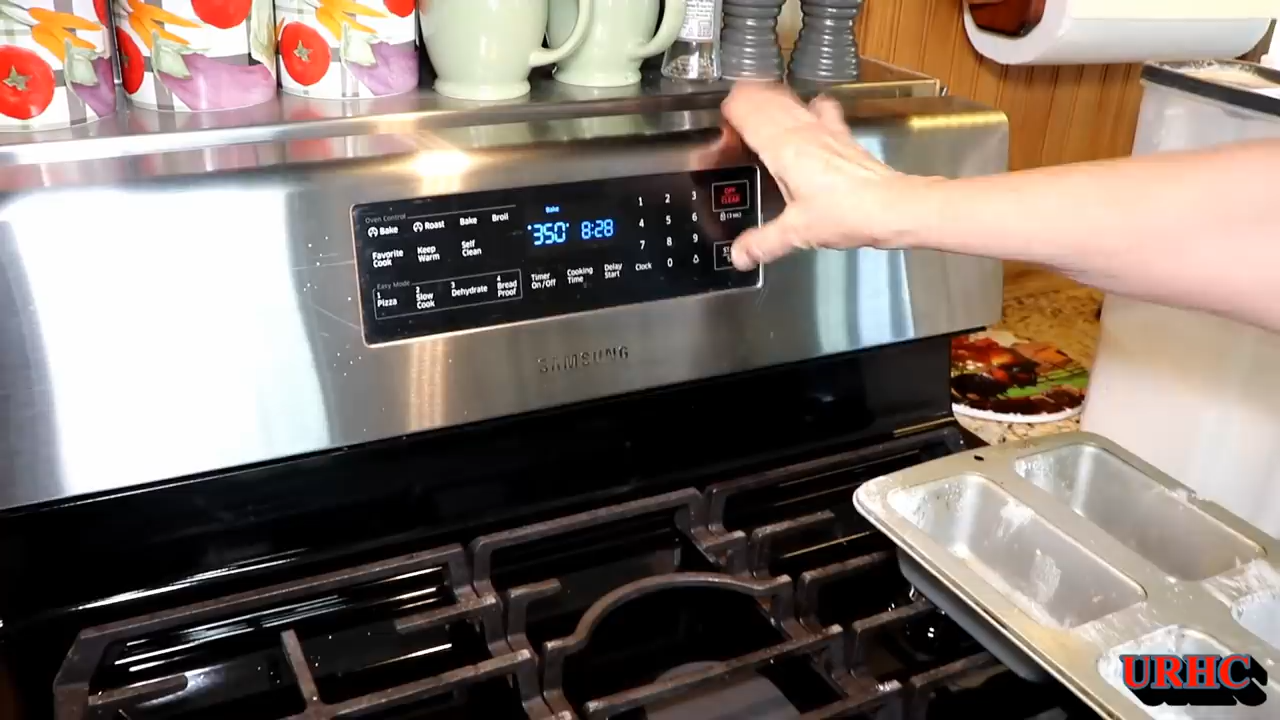 Oven Control
Bake Roast Bake Broil
Favorite Cook
Keep Warm
Self Clean
Easy Mode
1 Pizza
2 Slow Cook
3 Dehydrate
4 Bread Proof
Bake
350° 8:28
Timer On/Off
Cooking Time
Delay Start
Clock
1 2 3
4 5 6
7 8 9
0
OFF
CLEAR
(3 sec)
SAMSUNG
URHC